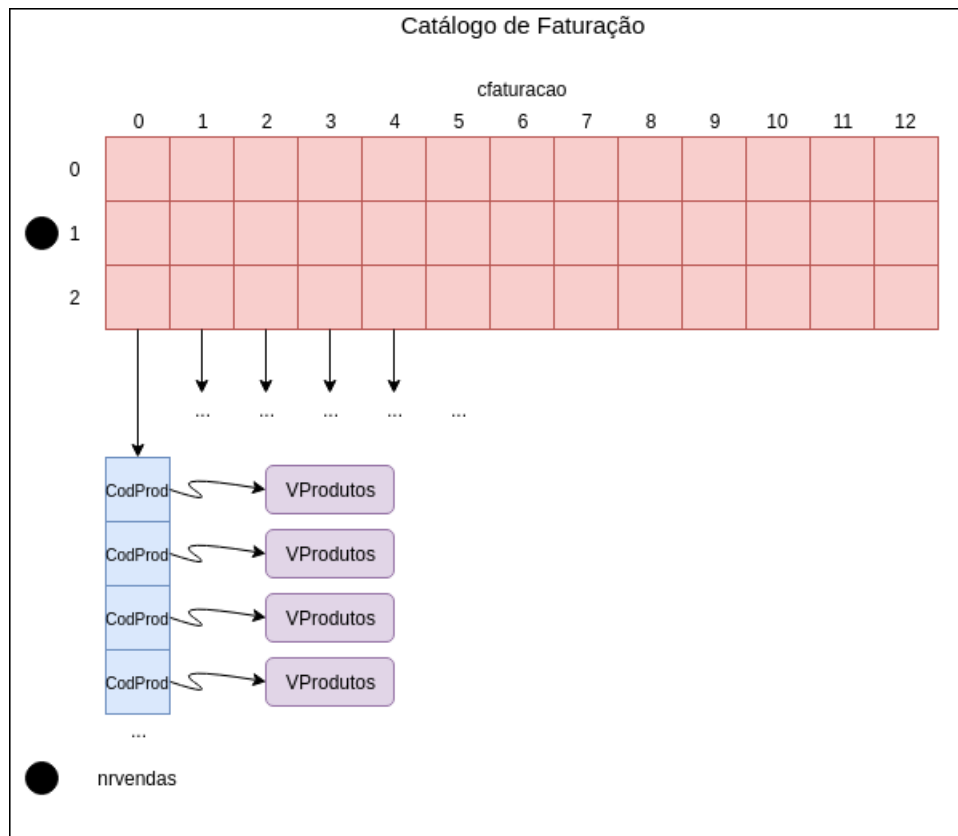 Catálogo de Faturação
cfaturacao
0 1 2 3 4 5 6 7 8 9 10 11 12
0
1
2
... ... ... ... ...
CodProd VProdutos
CodProd VProdutos
CodProd VProdutos
CodProd VProdutos
...
nrvendas